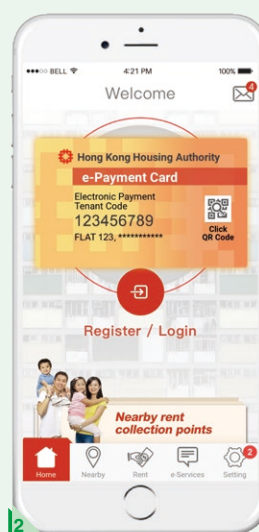 BELL 4:21 PM 100%
Welcome
4
Hong Kong Housing Authority
e-Payment Card
Electronic Payment
Tenant Code
123456789
FLAT 123, ***********
Click
QR Code
Register / Login
Nearby rent
collection points
Home Nearby Rent e-Services Setting
2
2